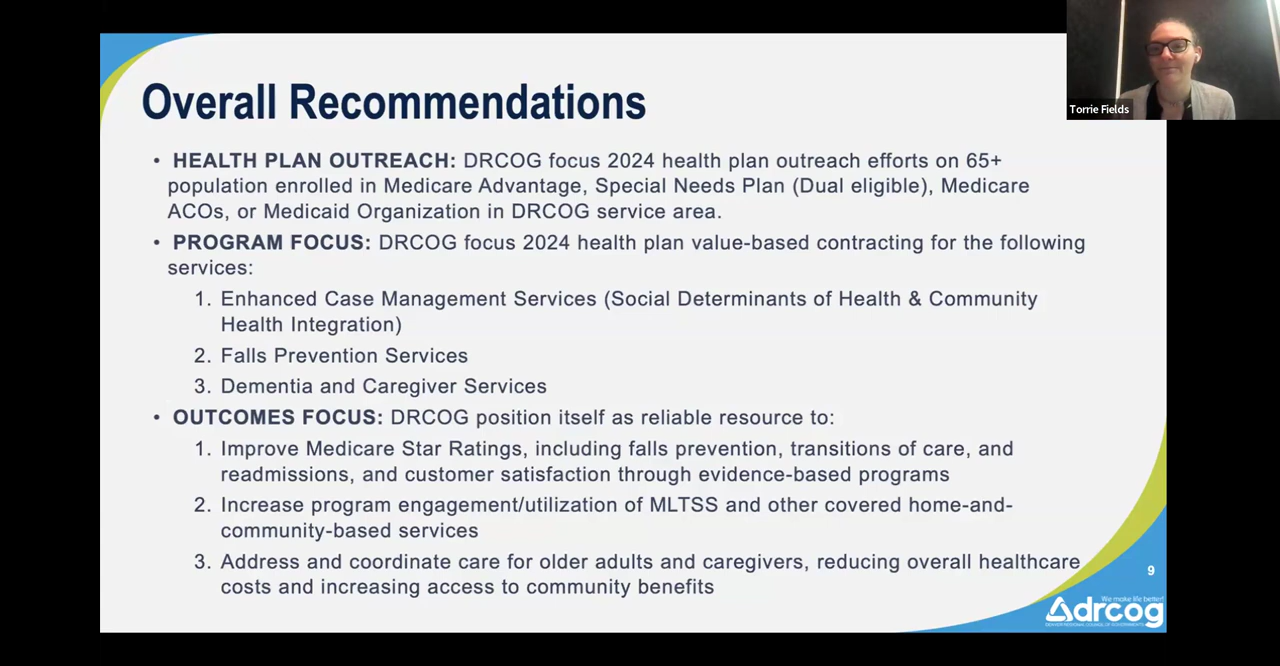 Overall Recommendations
Torrie Fields
• HEALTH PLAN OUTREACH: DRCOG focus 2024 health plan outreach efforts on 65+
population enrolled in Medicare Advantage, Special Needs Plan (Dual eligible), Medicare
ACOs, or Medicaid Organization in DRCOG service area.
• PROGRAM FOCUS: DRCOG focus 2024 health plan value-based contracting for the following
services:
1. Enhanced Case Management Services (Social Determinants of Health & Community
Health Integration)
2. Falls Prevention Services
3. Dementia and Caregiver Services
• OUTCOMES FOCUS: DRCOG position itself as reliable resource to:
1. Improve Medicare Star Ratings, including falls prevention, transitions of care, and
readmissions, and customer satisfaction through evidence-based programs
2. Increase program engagement/utilization of MLTSS and other covered home-and-
community-based services
3. Address and coordinate care for older adults and caregivers, reducing overall healthcare
costs and increasing access to community benefits
9
We make life better!
drcog
DENVER REGIONAL COUNCIL OF GOVERNMENTS